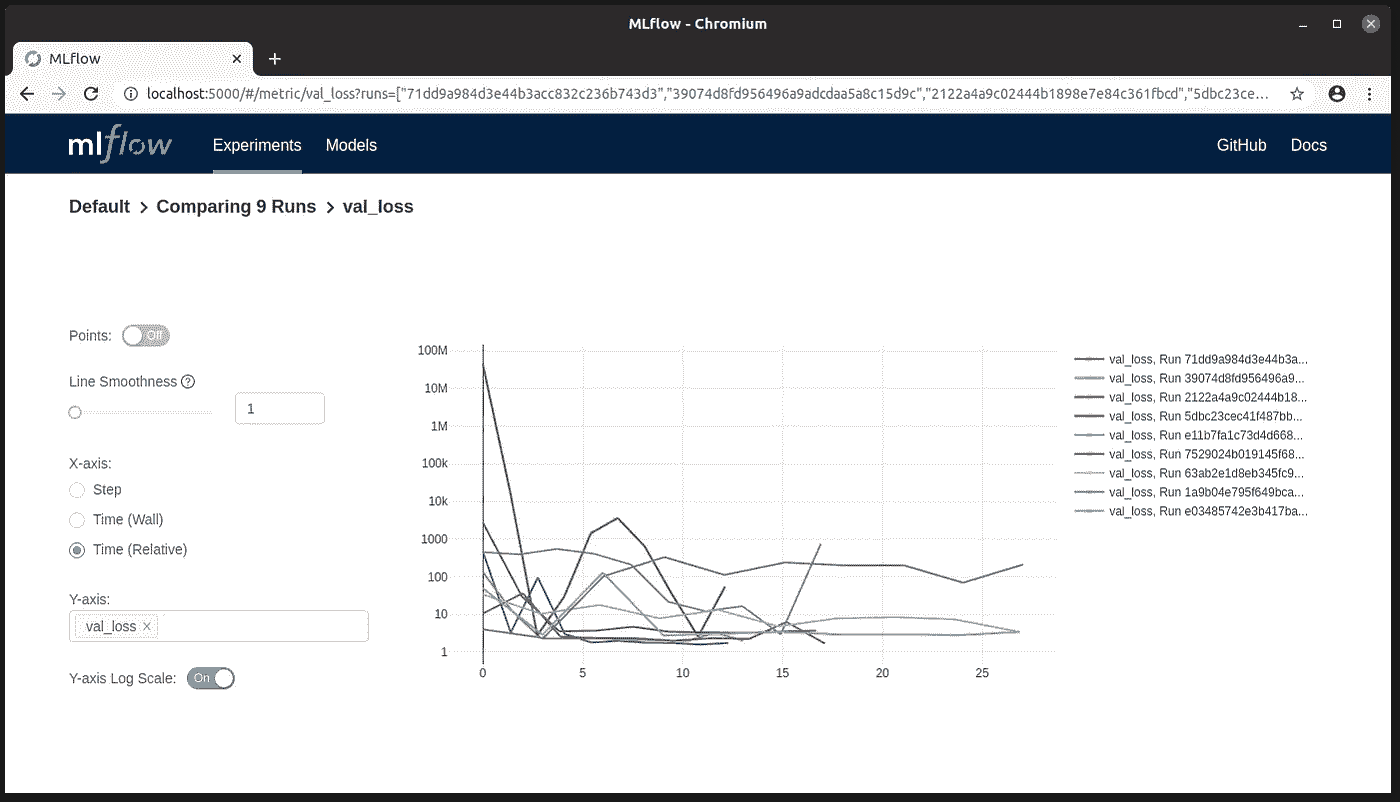 MLflow - Chromium
MLflow
localhost:5000/#/metric/val_loss?runs=["71dd9a984d3e44b3acc832c236b743d3","39074d8fd956496a9adcdaa5a8c15d9c","2122a4a9c02444b1898e7e84c361fbcd","5dbc23ce...
mlflow Experiments Models GitHub Docs
Default > Comparing 9 Runs > val_loss
Points: Off
Line Smoothness ?
1
X-axis:
Step
Time (Wall)
Time (Relative)
Y-axis:
val_loss ×
Y-axis Log Scale: On
100M
10M
1M
100k
10k
1000
100
10
1
0 5 10 15 20 25
val_loss, Run 71dd9a984d3e44b3a...
val_loss, Run 39074d8fd956496a9...
val_loss, Run 2122a4a9c02444b18...
val_loss, Run 5dbc23cec41f487bb...
val_loss, Run e11b7fa1c73d4d668...
val_loss, Run 7529024b019145f68...
val_loss, Run 63ab2e1d8eb345fc9...
val_loss, Run 1a9b04e795f649bca...
val_loss, Run e03485742e3b417ba...